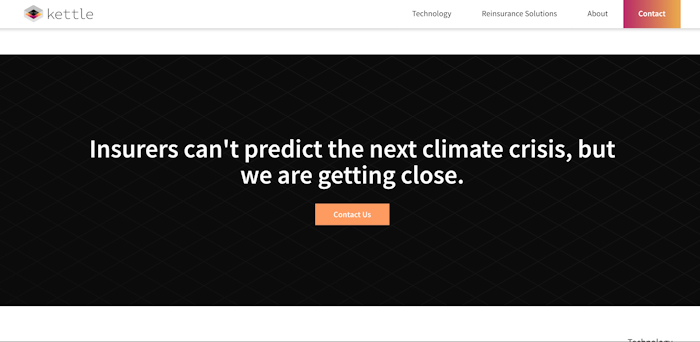 kettle
Technology
Reinsurance Solutions
About
Contact
Insurers can't predict the next climate crisis, but
we are getting close.
Contact Us
Technology